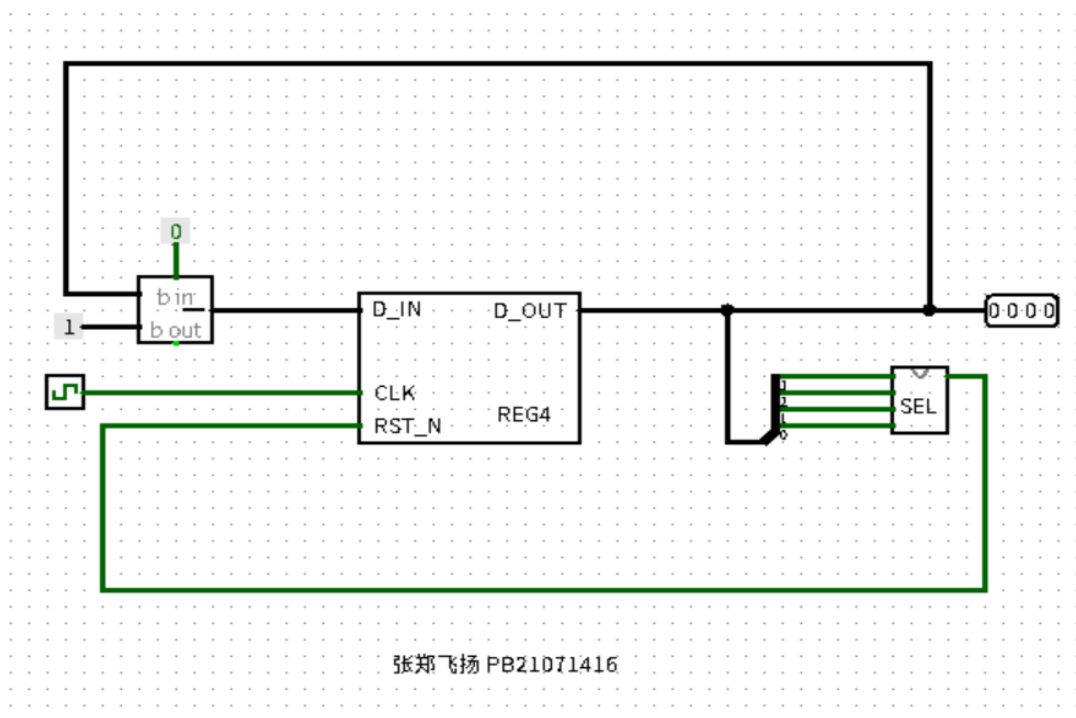 0
b in
1
b out
D_IN D_OUT
0 0 0 0
CLK
SEL
RST_N
REG4
0
张郑飞扬 PB21071416